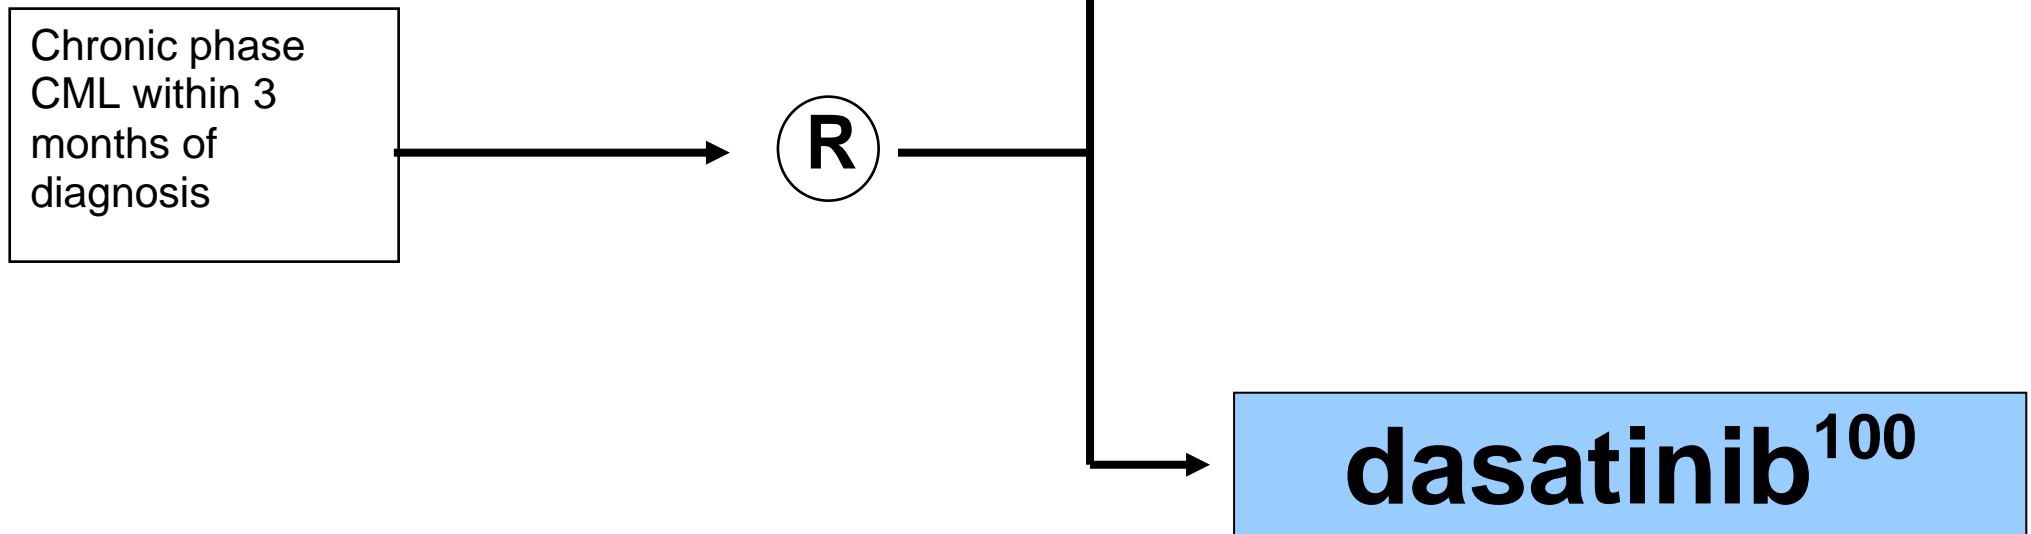 Chronic phase
CML within 3
months of
diagnosis
R
dasatinib¹⁰⁰